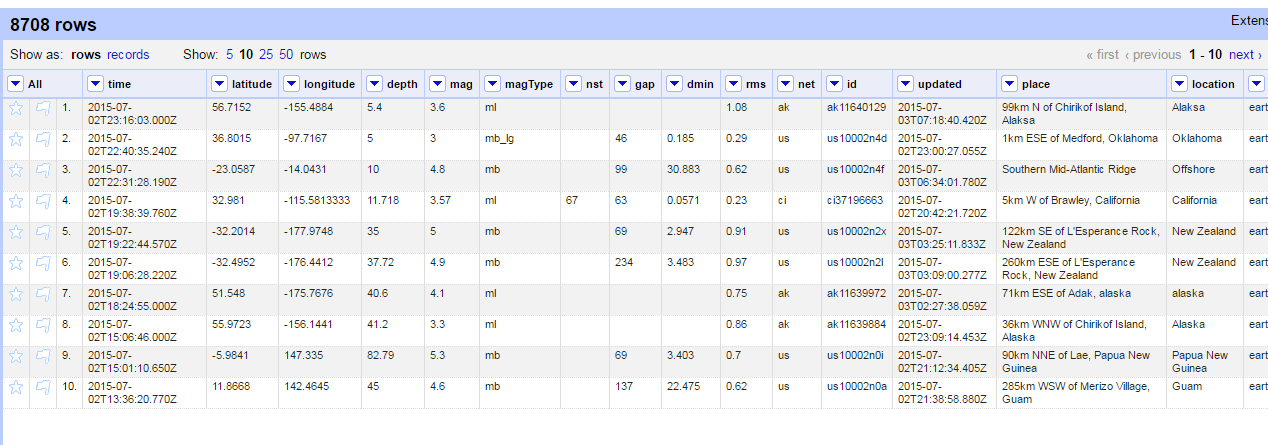 8708 rows
Extens
Show as: rows records Show: 5 10 25 50 rows « first ‹ previous 1 - 10 next ›
All time latitude longitude depth mag magType nst gap dmin rms net id updated place location
1. 2015-07-02T23:16:03.000Z 56.7152 -155.4884 5.4 3.6 ml 1.08 ak ak11640129 2015-07-03T07:18:40.420Z 99km N of Chirikof Island, Alaksa Alaksa eart
2. 2015-07-02T22:40:35.240Z 36.8015 -97.7167 5 3 mb_lg 46 0.185 0.29 us us10002n4d 2015-07-02T23:00:27.055Z 1km ESE of Medford, Oklahoma Oklahoma eart
3. 2015-07-02T22:31:28.190Z -23.0587 -14.0431 10 4.8 mb 99 30.883 0.62 us us10002n4f 2015-07-03T06:34:01.780Z Southern Mid-Atlantic Ridge Offshore eart
4. 2015-07-02T19:38:39.760Z 32.981 -115.5813333 11.718 3.57 ml 67 63 0.0571 0.23 ci ci37196663 2015-07-02T20:42:21.720Z 5km W of Brawley, California California eart
5. 2015-07-02T19:22:44.570Z -32.2014 -177.9748 35 5 mb 69 2.947 0.91 us us10002n2x 2015-07-03T03:25:11.833Z 122km SE of L'Esperance Rock, New Zealand New Zealand eart
6. 2015-07-02T19:06:28.220Z -32.4952 -176.4412 37.72 4.9 mb 234 3.483 0.97 us us10002n2l 2015-07-03T03:09:00.277Z 260km ESE of L'Esperance Rock, New Zealand New Zealand eart
7. 2015-07-02T18:24:55.000Z 51.548 -175.7676 40.6 4.1 ml 0.75 ak ak11639972 2015-07-03T02:27:38.059Z 71km ESE of Adak, alaska alaska eart
8. 2015-07-02T15:06:46.000Z 55.9723 -156.1441 41.2 3.3 ml 0.86 ak ak11639884 2015-07-02T23:09:14.453Z 36km WNW of Chirikof Island, Alaska Alaska eart
9. 2015-07-02T15:01:10.650Z -5.9841 147.335 82.79 5.3 mb 69 3.403 0.7 us us10002n0i 2015-07-02T21:12:34.405Z 90km NNE of Lae, Papua New Guinea Papua New Guinea eart
10. 2015-07-02T13:36:20.770Z 11.8668 142.4645 45 4.6 mb 137 22.475 0.62 us us10002n0a 2015-07-02T21:38:58.880Z 285km WSW of Merizo Village, Guam Guam eart